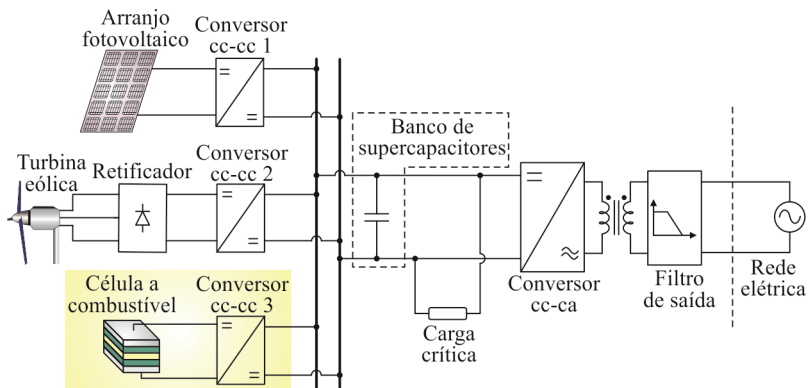 Arranjo
fotovoltaico
Conversor
cc-cc 1
Turbina
eólica
Retificador
Conversor
cc-cc 2
Célula a
combustível
Conversor
cc-cc 3
Banco de
supercapacitores
Carga
crítica
Conversor
cc-ca
Filtro
de saída
Rede
elétrica